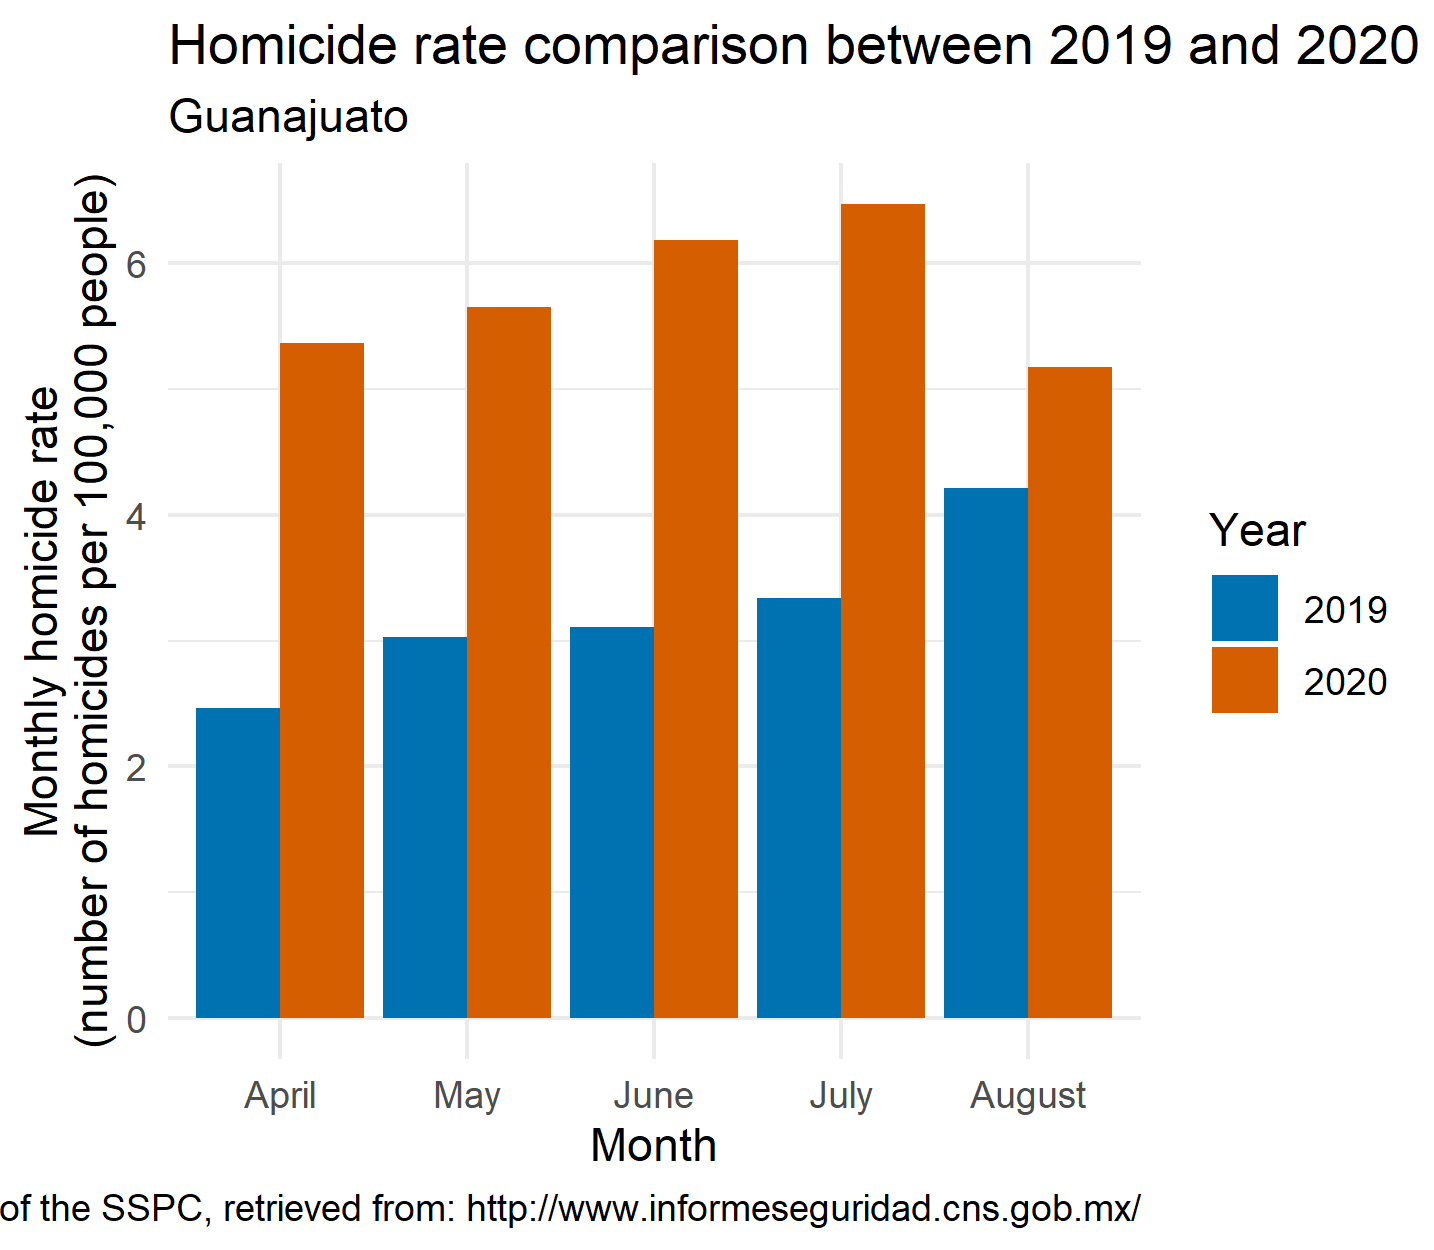 Homicide rate comparison between 2019 and 2020
Guanajuato
Monthly homicide rate
(number of homicides per 100,000 people)
6
4
2
0
April May June July August
Month
Year
2019
2020
of the SSPC, retrieved from: http://www.informeseguridad.cns.gob.mx/